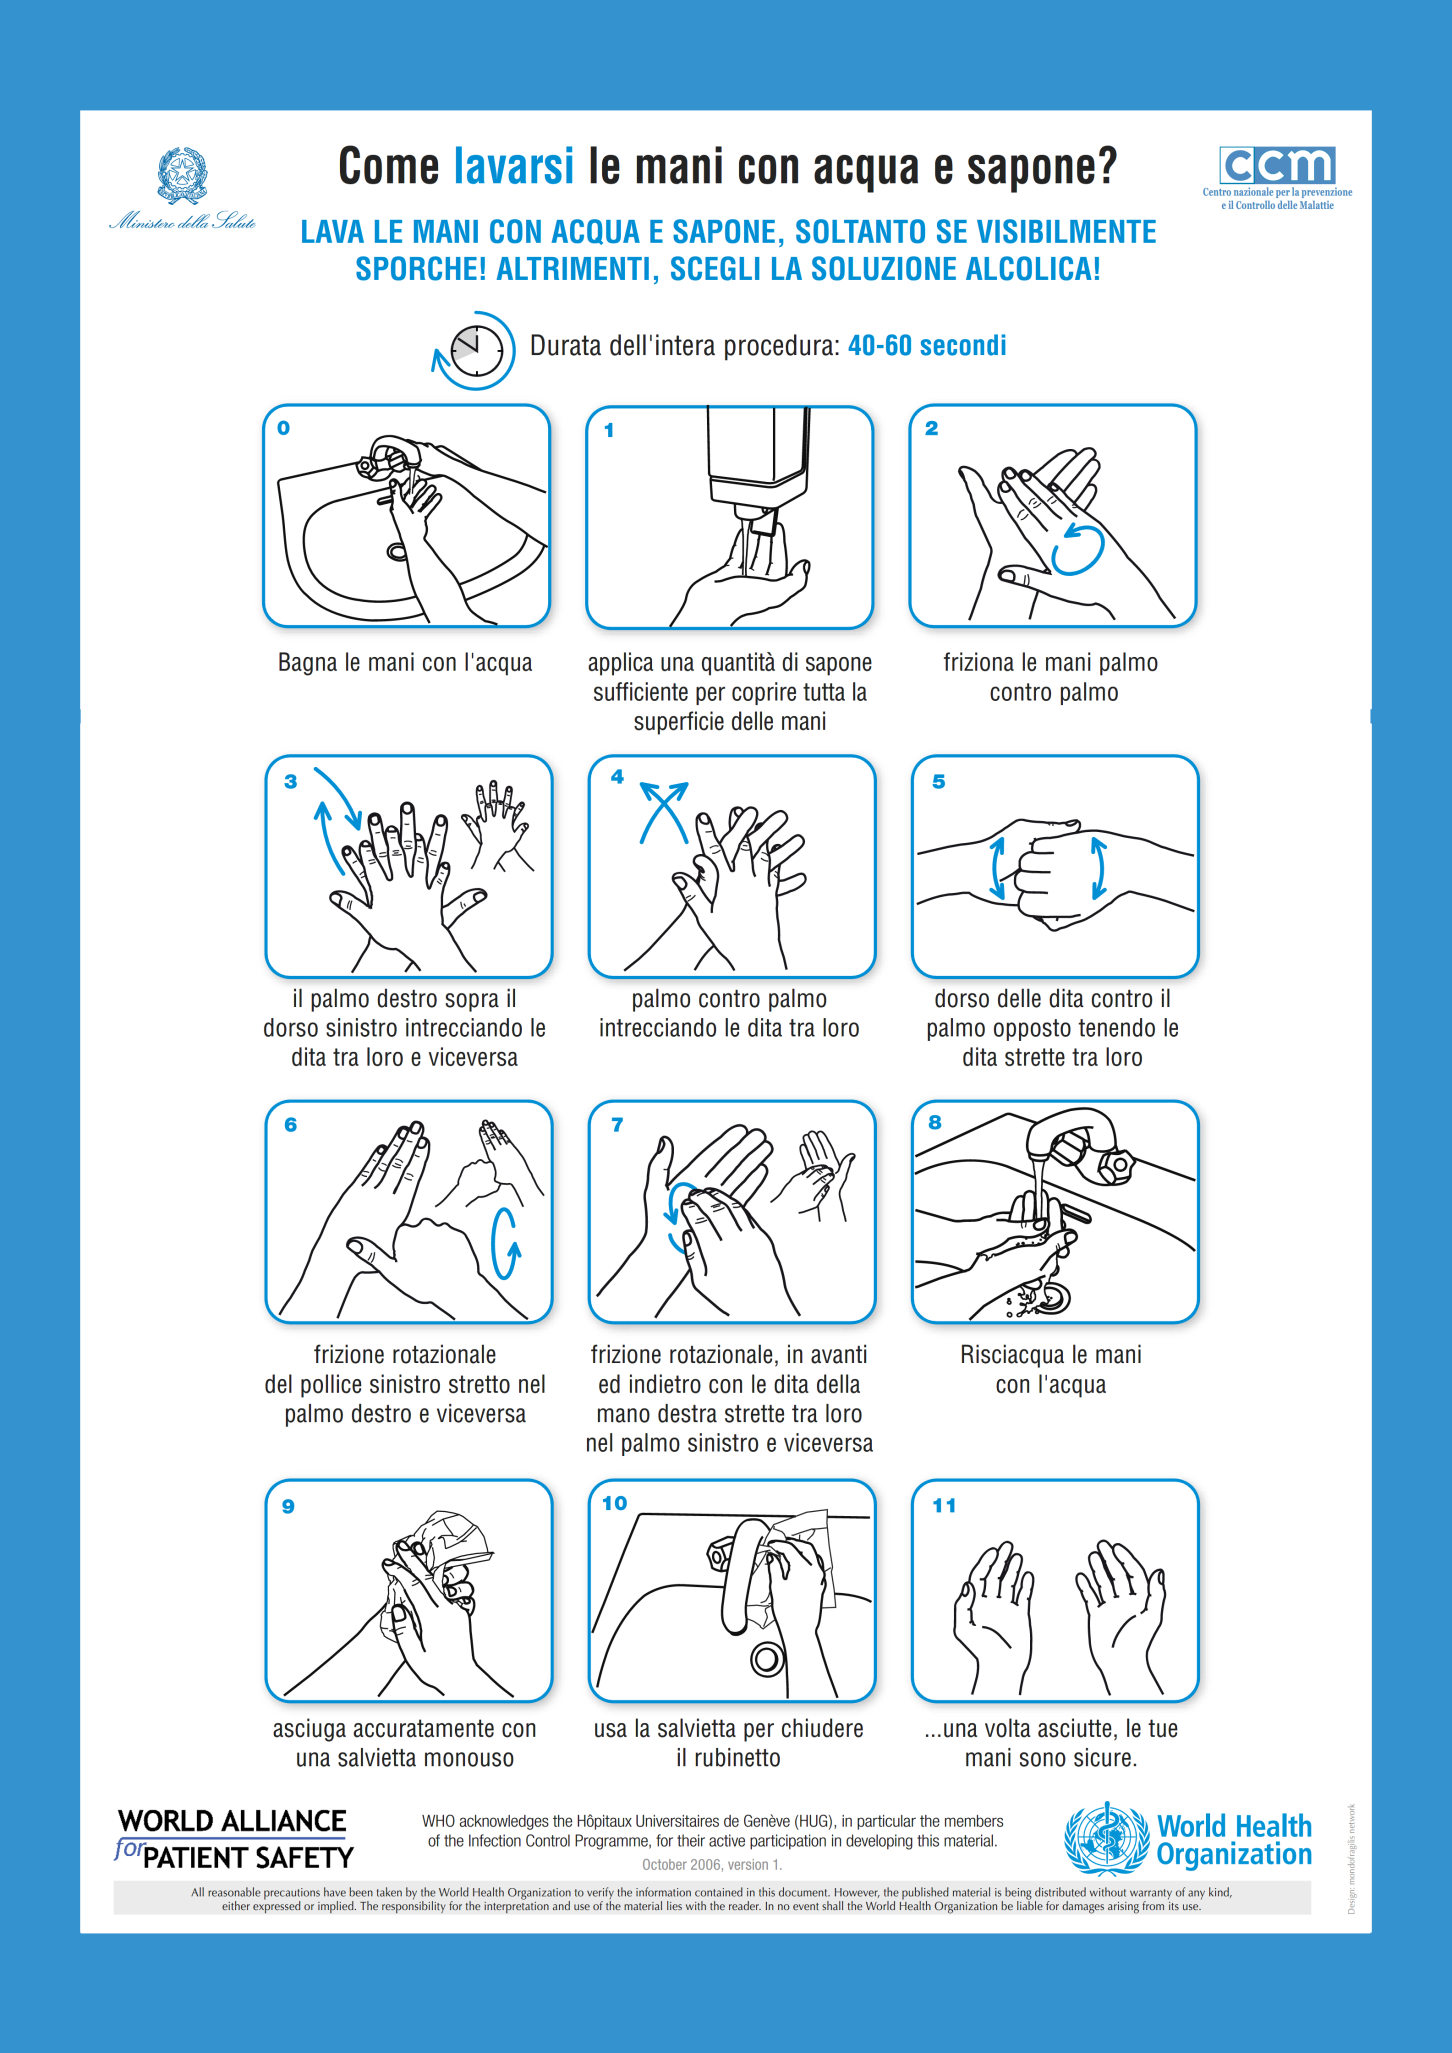 Ministero della Salute
Come lavarsi le mani con acqua e sapone?
ccm
Centro nazionale per la prevenzione
e il Controllo delle Malattie
LAVA LE MANI CON ACQUA E SAPONE, SOLTANTO SE VISIBILMENTE
SPORCHE! ALTRIMENTI, SCEGLI LA SOLUZIONE ALCOLICA!
Durata dell'intera procedura: 40-60 secondi
0
Bagna le mani con l'acqua
1
applica una quantità di sapone
sufficiente per coprire tutta la
superficie delle mani
2
friziona le mani palmo
contro palmo
3
il palmo destro sopra il
dorso sinistro intrecciando le
dita tra loro e viceversa
4
palmo contro palmo
intrecciando le dita tra loro
5
dorso delle dita contro il
palmo opposto tenendo le
dita strette tra loro
6
frizione rotazionale
del pollice sinistro stretto nel
palmo destro e viceversa
7
frizione rotazionale, in avanti
ed indietro con le dita della
mano destra strette tra loro
nel palmo sinistro e viceversa
8
Risciacqua le mani
con l'acqua
9
asciuga accuratamente con
una salvietta monouso
10
usa la salvietta per chiudere
il rubinetto
11
...una volta asciutte, le tue
mani sono sicure.
WORLD ALLIANCE
for PATIENT SAFETY
WHO acknowledges the Hôpitaux Universitaires de Genève (HUG), in particular the members
of the Infection Control Programme, for their active participation in developing this material.
October 2006, version 1.
World Health
Organization
Design: mondofragilis network
All reasonable precautions have been taken by the World Health Organization to verify the information contained in this document. However, the published material is being distributed without warranty of any kind,
either expressed or implied. The responsibility for the interpretation and use of the material lies with the reader. In no event shall the World Health Organization be liable for damages arising from its use.